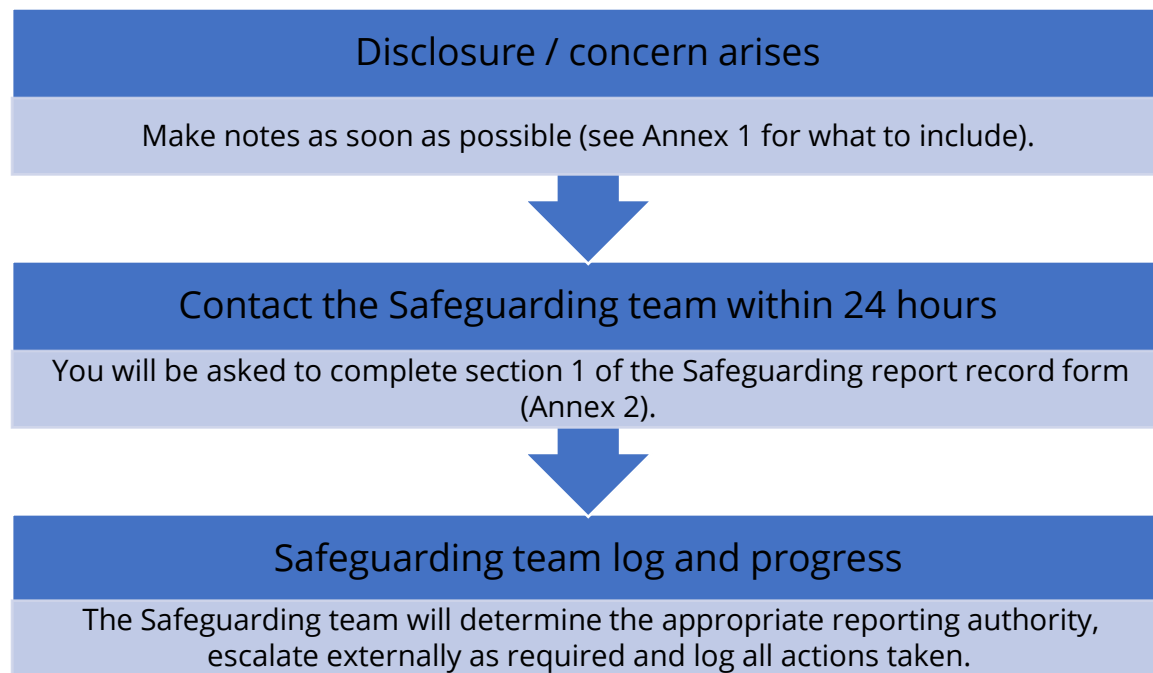 Disclosure / concern arises
Make notes as soon as possible (see Annex 1 for what to include).
Contact the Safeguarding team within 24 hours
You will be asked to complete section 1 of the Safeguarding report record form
(Annex 2).
Safeguarding team log and progress
The Safeguarding team will determine the appropriate reporting authority,
escalate externally as required and log all actions taken.